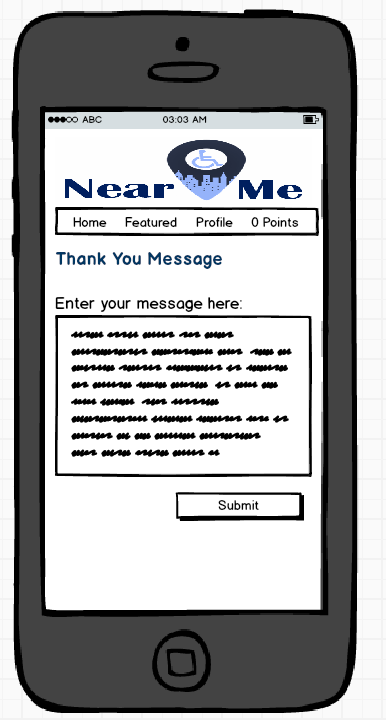 ABC 03:03 AM
Near Me
Home Featured Profile 0 Points
Thank You Message
Enter your message here:
Submit